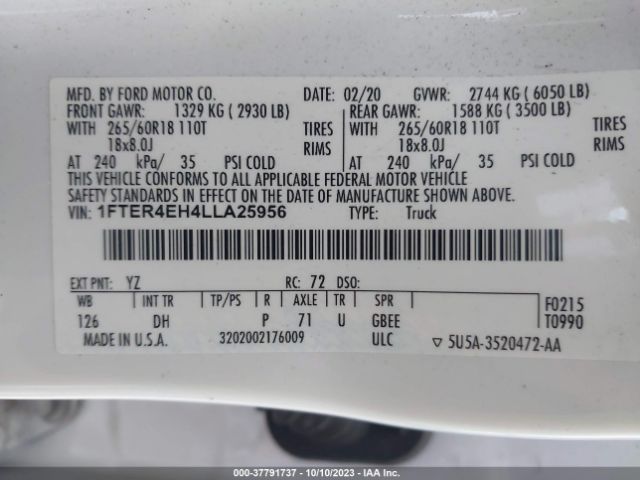 MFD. BY FORD MOTOR CO. DATE: 02/20 GVWR: 2744 KG ( 6050 LB)
FRONT GAWR: 1329 KG ( 2930 LB) REAR GAWR: 1588 KG ( 3500 LB)
WITH 265/60R18 110T TIRES WITH 265/60R18 110T TIRES
18x8.0J RIMS 18x8.0J RIMS
AT 240 kPa/ 35 PSI COLD AT 240 kPa/ 35 PSI COLD
THIS VEHICLE CONFORMS TO ALL APPLICABLE FEDERAL MOTOR VEHICLE
SAFETY STANDARDS IN EFFECT ON THE DATE OF MANUFACTURE SHOWN ABOVE.
VIN: 1FTER4EH4LLA25956 TYPE: Truck
EXT PNT: YZ RC: 72 DSO:
WB INT TR TP/PS R AXLE TR SPR F0215
126 DH P 71 U GBEE T0990
MADE IN U.S.A. 3202002176009 ULC ▽ 5U5A-3520472-AA
000-37791737 - 10/10/2023 - IAA Inc.